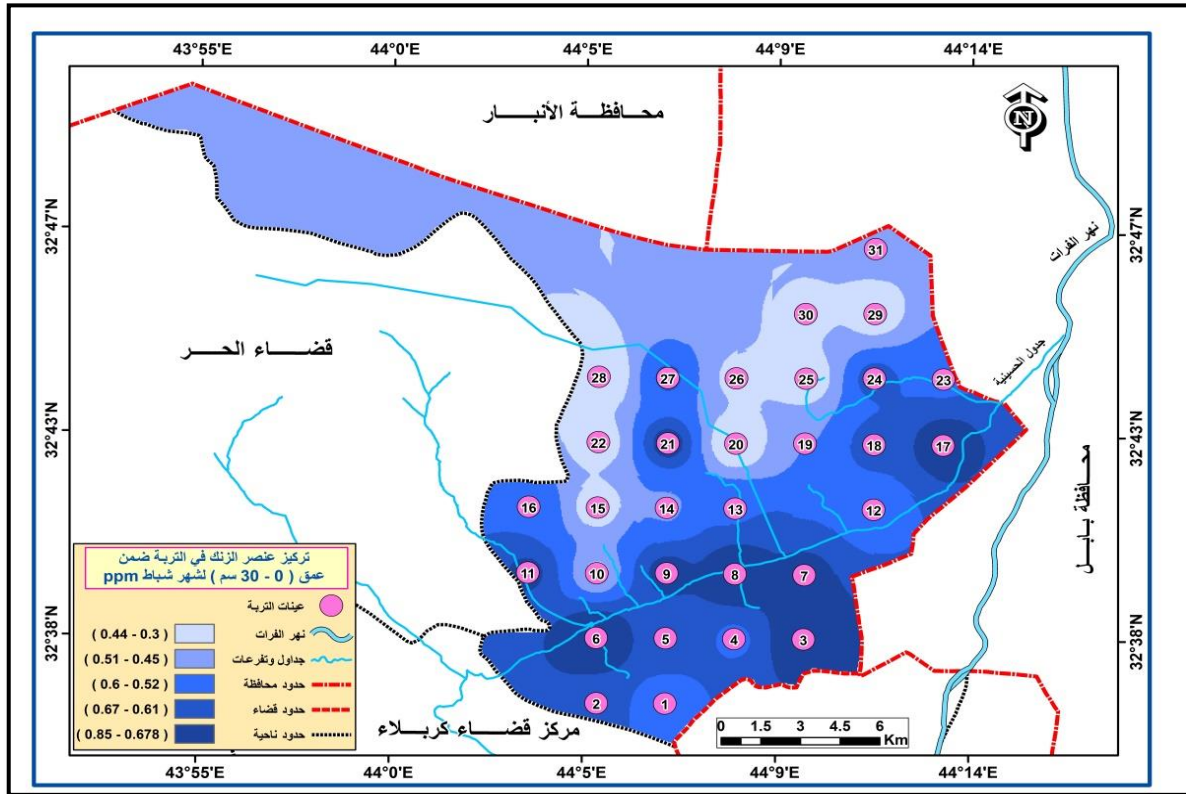 43°55'E 44°0'E 44°5'E 44°9'E 44°14'E
محافظة الأنبار
N
32°47'N 32°47'N
نهر الفرات
31
30 29
جدول الحسينية
قضاء الحر
28 27 26 25 24 23
32°43'N 32°43'N
22 21 20 19 18 17
محافظة بابل
16 15 14 13 12
11 10 9 8 7
32°38'N 32°38'N
6 5 4 3
2 1
مركز قضاء كربلاء
تركيز عنصر الزنك في التربة ضمن
عمق ( 0 - 30 سم ) لشهر شباط ppm
عينات التربة
نهر الفرات ( 0.44 - 0.3 )
جداول وتفرعات ( 0.51 - 0.45 )
حدود محافظة ( 0.6 - 0.52 )
حدود قضاء ( 0.67 - 0.61 )
حدود ناحية ( 0.85 - 0.678 )
0 1.5 3 4.5 6
Km
43°55'E 44°0'E 44°5'E 44°9'E 44°14'E